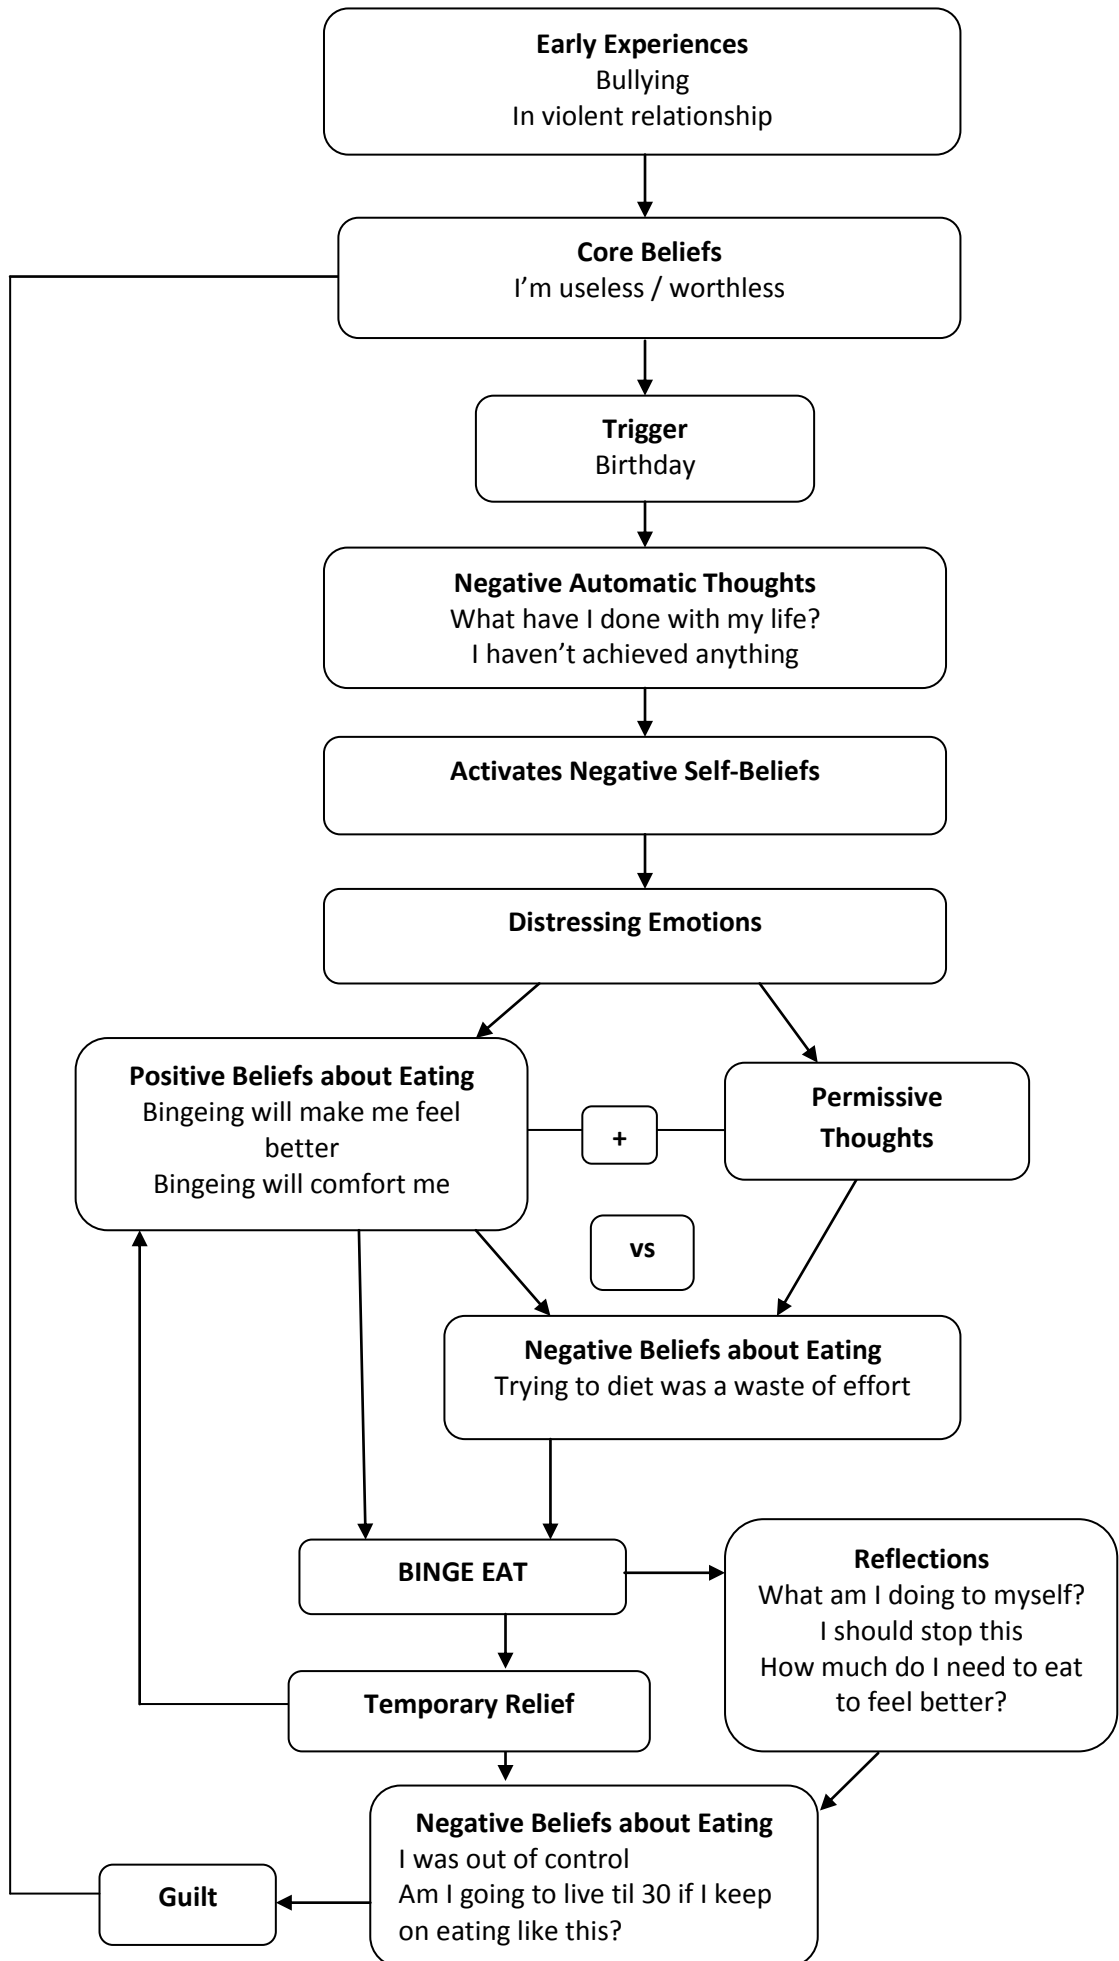 Early Experiences
Bullying
In violent relationship
Core Beliefs
I’m useless / worthless
Trigger
Birthday
Negative Automatic Thoughts
What have I done with my life?
I haven’t achieved anything
Activates Negative Self-Beliefs
Distressing Emotions
Positive Beliefs about Eating
Bingeing will make me feel
better
Bingeing will comfort me
+
Permissive
Thoughts
vs
Negative Beliefs about Eating
Trying to diet was a waste of effort
BINGE EAT
Reflections
What am I doing to myself?
I should stop this
How much do I need to eat
to feel better?
Temporary Relief
Negative Beliefs about Eating
I was out of control
Am I going to live til 30 if I keep
on eating like this?
Guilt